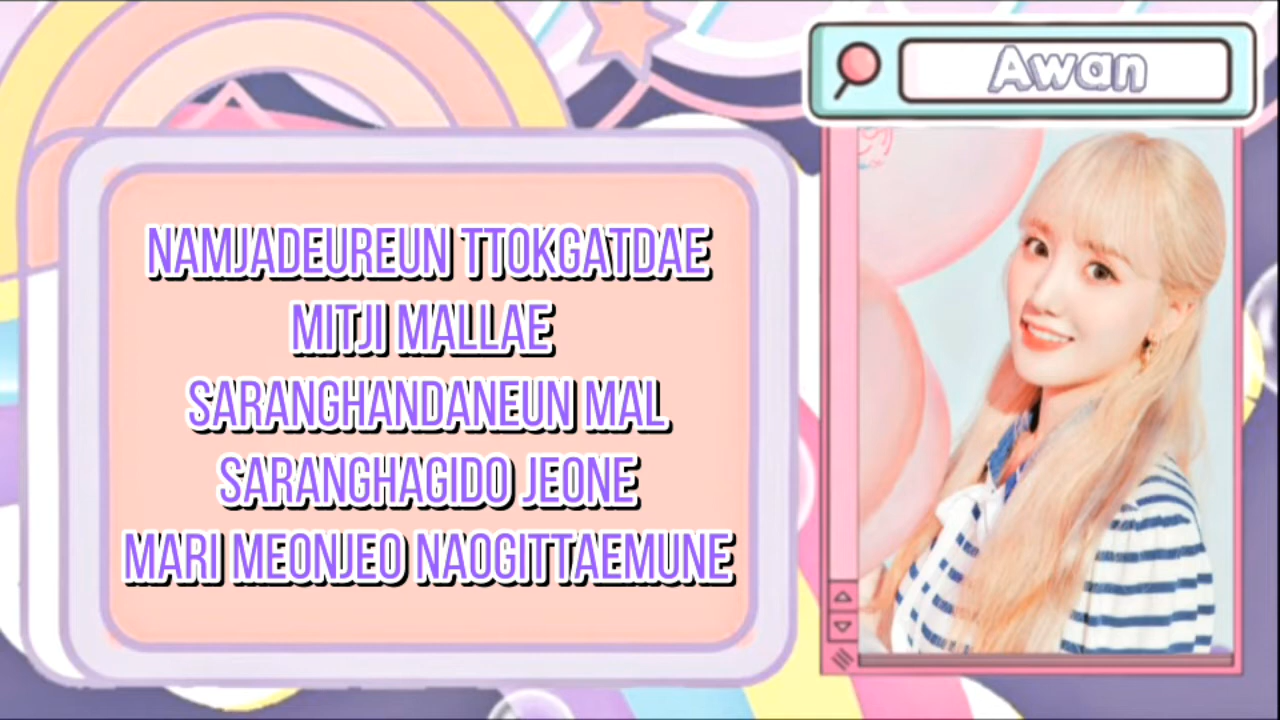 Awan
NAMJADEUREUN TTOKGATDAE
MITJI MALLAE
SARANGHANDANEUN MAL
SARANGHAGIDO JEONE
MARI MEONJEO NAOGITTAEMUNE